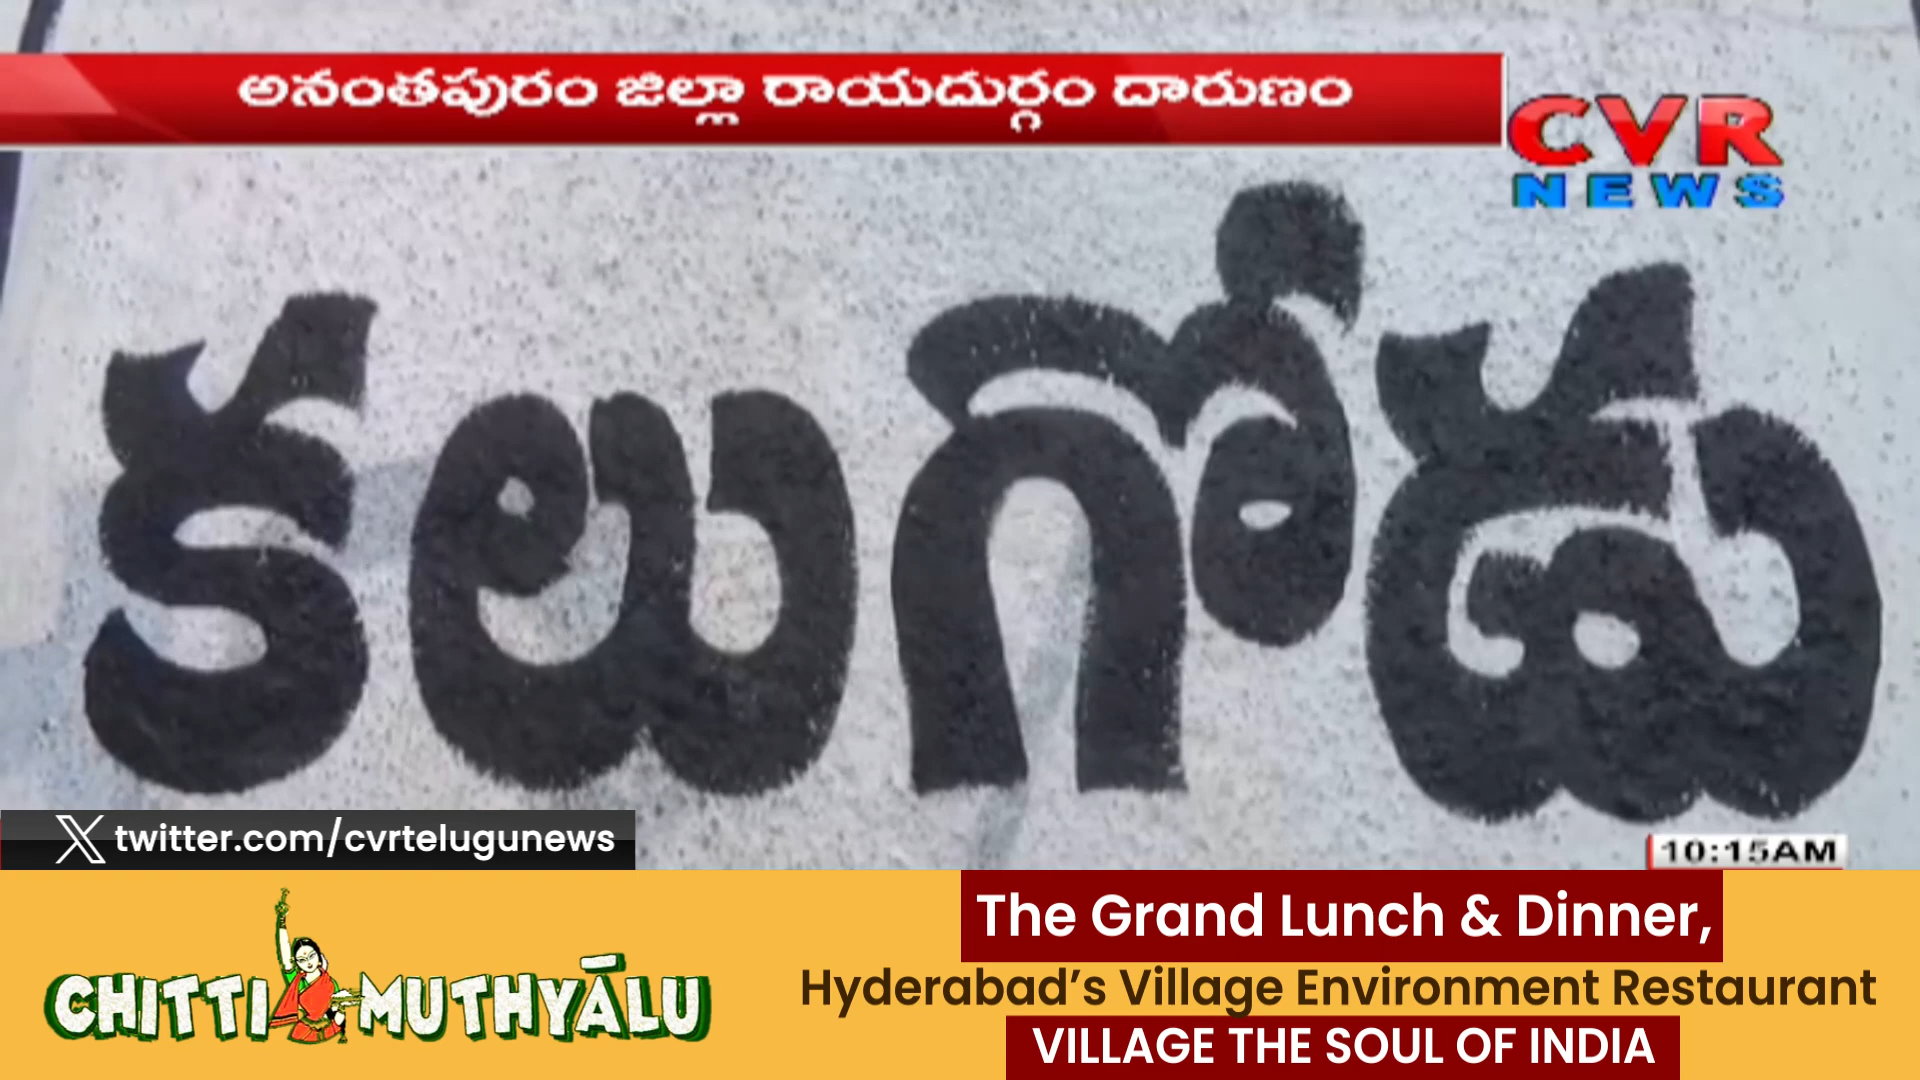 అనంతపురం జిల్లా రాయదుర్గం దారుణం
CVR
NEWS
కలుగోడు
X twitter.com/cvrtelugunews
10:15AM
CHITTI MUTHYĀLU
The Grand Lunch & Dinner,
Hyderabad’s Village Environment Restaurant
VILLAGE THE SOUL OF INDIA